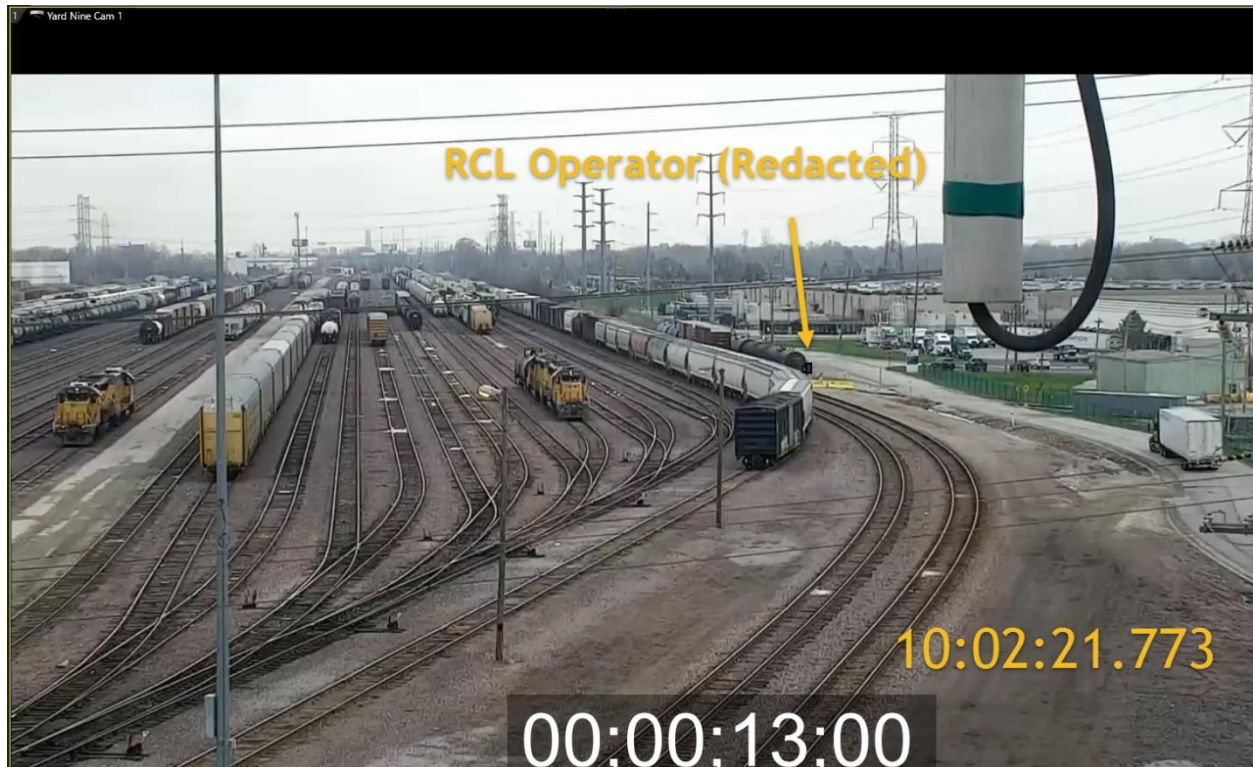 1 Yard Nine Cam 1
RCL Operator (Redacted)
10:02:21.773
00;00;13;00